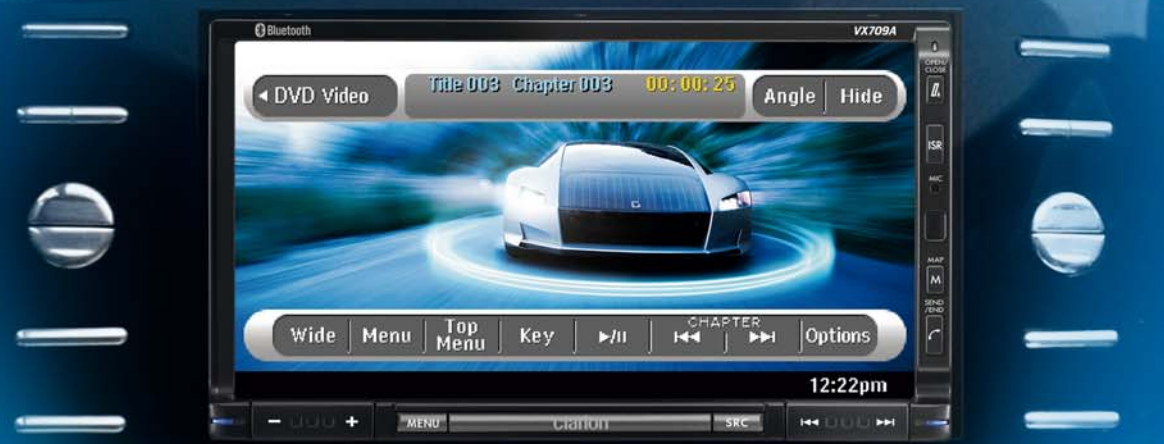 Bluetooth
VX709A
DVD Video
Title 003 Chapter 003 00:00:25
Angle
Hide
OPEN/
CLOSE
ISR
MIC
MAP
M
SEND
/END
Wide
Menu
Top
Menu
Key
CHAPTER
Options
12:22pm
- +
MENU
clarion
SRC